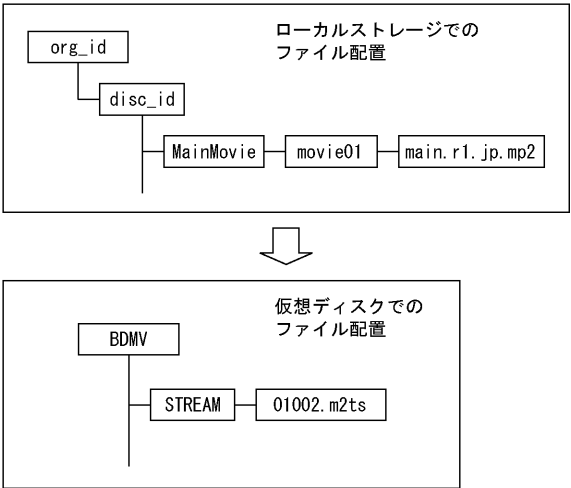 ローカルストレージでの
ファイル配置
org_id
disc_id
MainMovie
movie01
main.r1.jp.mp2
仮想ディスクでの
ファイル配置
BDMV
STREAM
01002.m2ts